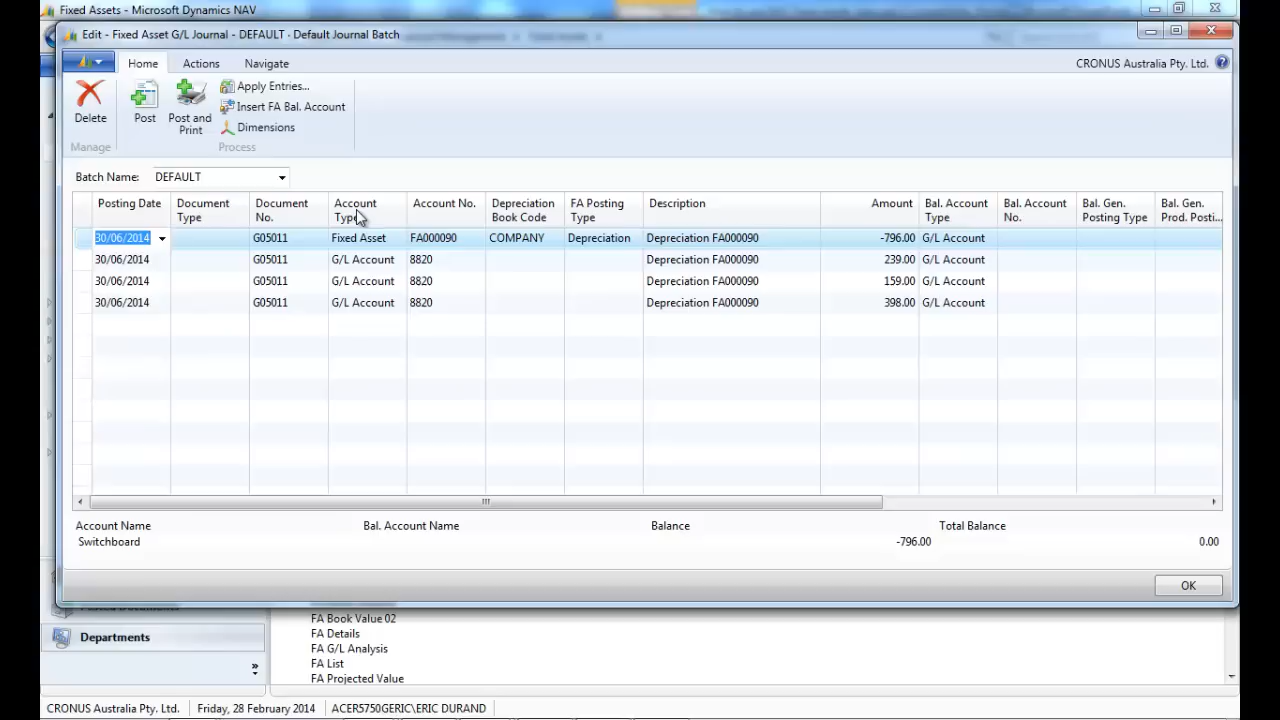 Fixed Assets - Microsoft Dynamics NAV
Edit - Fixed Asset G/L Journal - DEFAULT · Default Journal Batch
Home Actions Navigate CRONUS Australia Pty. Ltd.
Delete Post Post and Print
Apply Entries...
Insert FA Bal. Account
Dimensions
Manage Process
Batch Name: DEFAULT
Posting Date Document Type Document No. Account Type Account No. Depreciation Book Code FA Posting Type Description Amount Bal. Account Type Bal. Account No. Bal. Gen. Posting Type Bal. Gen. Prod. Posti...
30/06/2014 G05011 Fixed Asset FA000090 COMPANY Depreciation Depreciation FA000090 -796.00 G/L Account
30/06/2014 G05011 G/L Account 8820 Depreciation FA000090 239.00 G/L Account
30/06/2014 G05011 G/L Account 8820 Depreciation FA000090 159.00 G/L Account
30/06/2014 G05011 G/L Account 8820 Depreciation FA000090 398.00 G/L Account
Account Name Bal. Account Name Balance Total Balance
Switchboard -796.00 0.00
OK
Departments
FA Book Value 02
FA Details
FA G/L Analysis
FA List
FA Projected Value
CRONUS Australia Pty. Ltd. Friday, 28 February 2014 ACER5750GERIC\ERIC DURAND